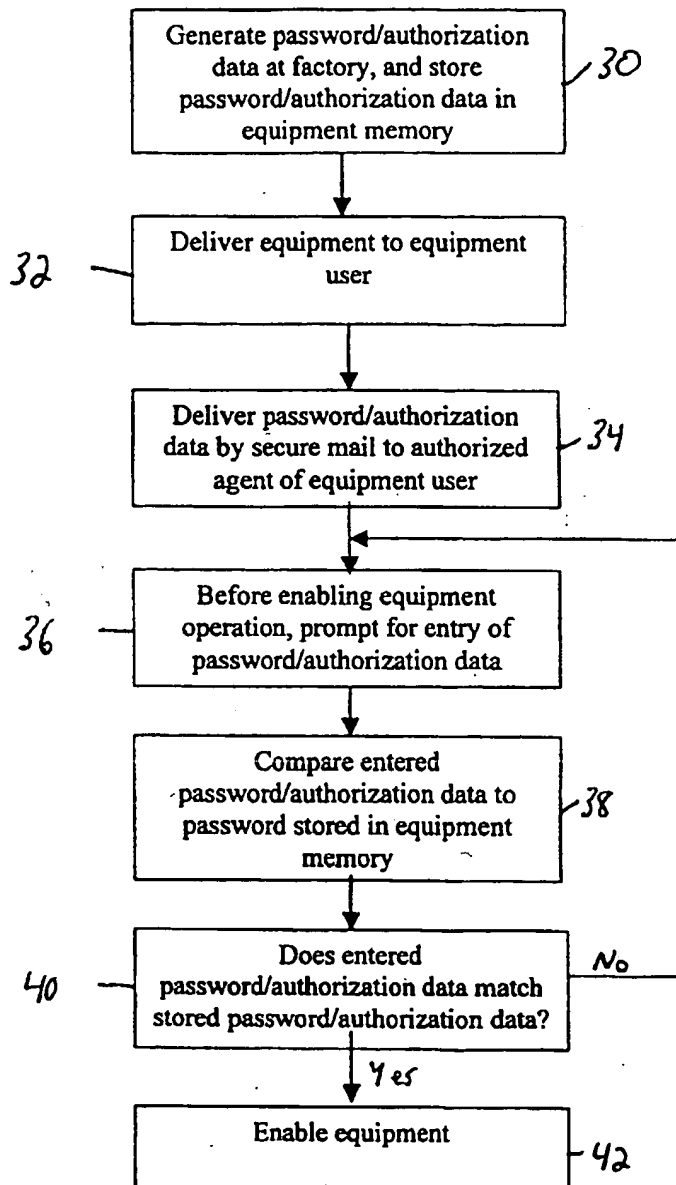 Generate password/authorization
data at factory, and store
password/authorization data in
equipment memory
30
Deliver equipment to equipment
user
32
Deliver password/authorization
data by secure mail to authorized
agent of equipment user
34
Before enabling equipment
operation, prompt for entry of
password/authorization data
36
Compare entered
password/authorization data to
password stored in equipment
memory
38
Does entered
password/authorization data match
stored password/authorization data?
40
No
Yes
Enable equipment
42